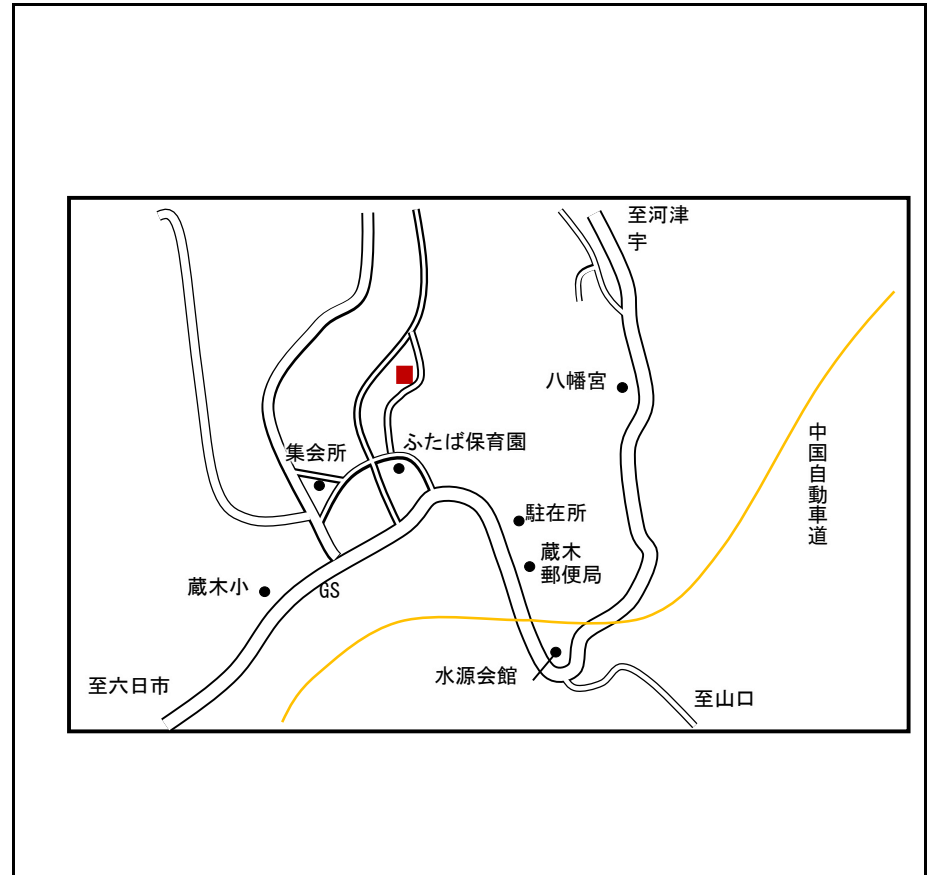 至河津
宇
八幡宮
中国自動車道
ふたば保育園
集会所
駐在所
蔵木
郵便局
蔵木小
GS
水源会館
至六日市
至山口